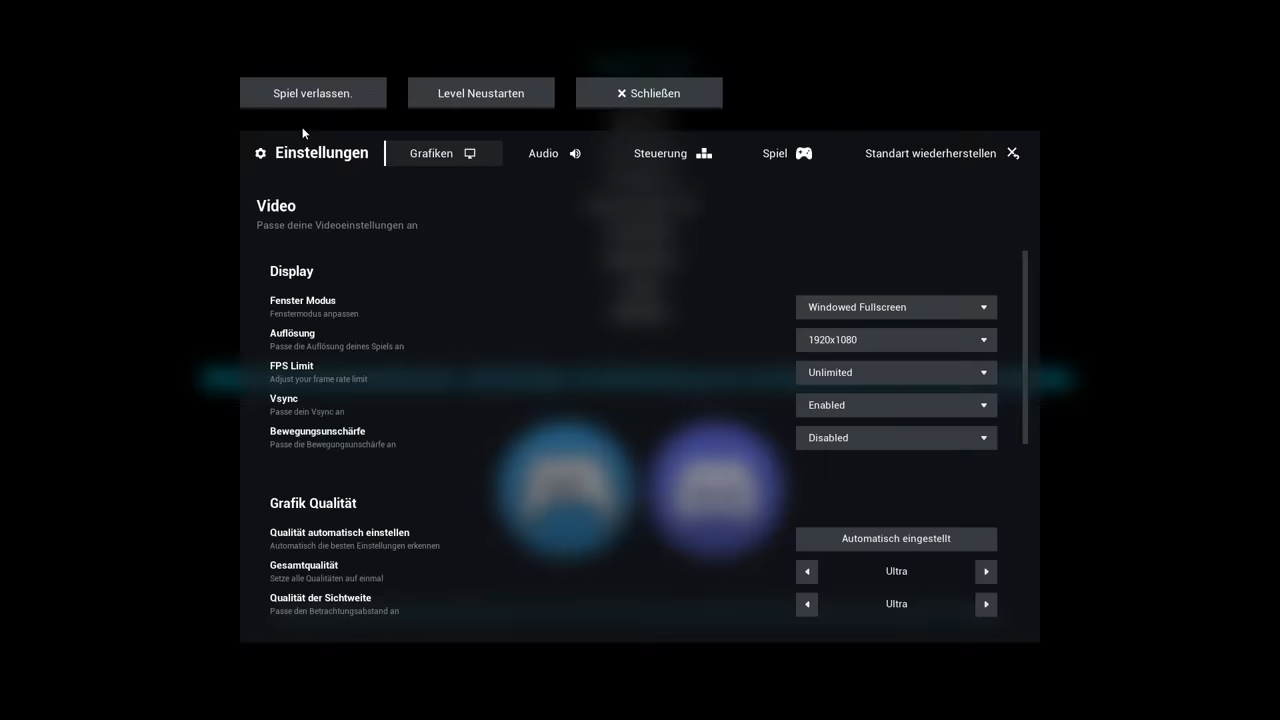 Spiel verlassen.
Level Neustarten
Schließen
Einstellungen
Grafiken
Audio
Steuerung
Spiel
Standart wiederherstellen
Video
Passe deine Videoeinstellungen an
Display
Fenster Modus
Windowed Fullscreen
Fenstermodus anpassen
Auflösung
1920x1080
Passe die Auflösung deines Spiels an
FPS Limit
Unlimited
Adjust your frame rate limit
Vsync
Enabled
Passe dein Vsync an
Bewegungsunschärfe
Disabled
Passe die Bewegungsunschärfe an
Grafik Qualität
Qualität automatisch einstellen
Automatisch eingestellt
Automatisch die besten Einstellungen erkennen
Gesamtqualität
Ultra
Setze alle Qualitäten auf einmal
Qualität der Sichtweite
Ultra
Passe den Betrachtungsabstand an